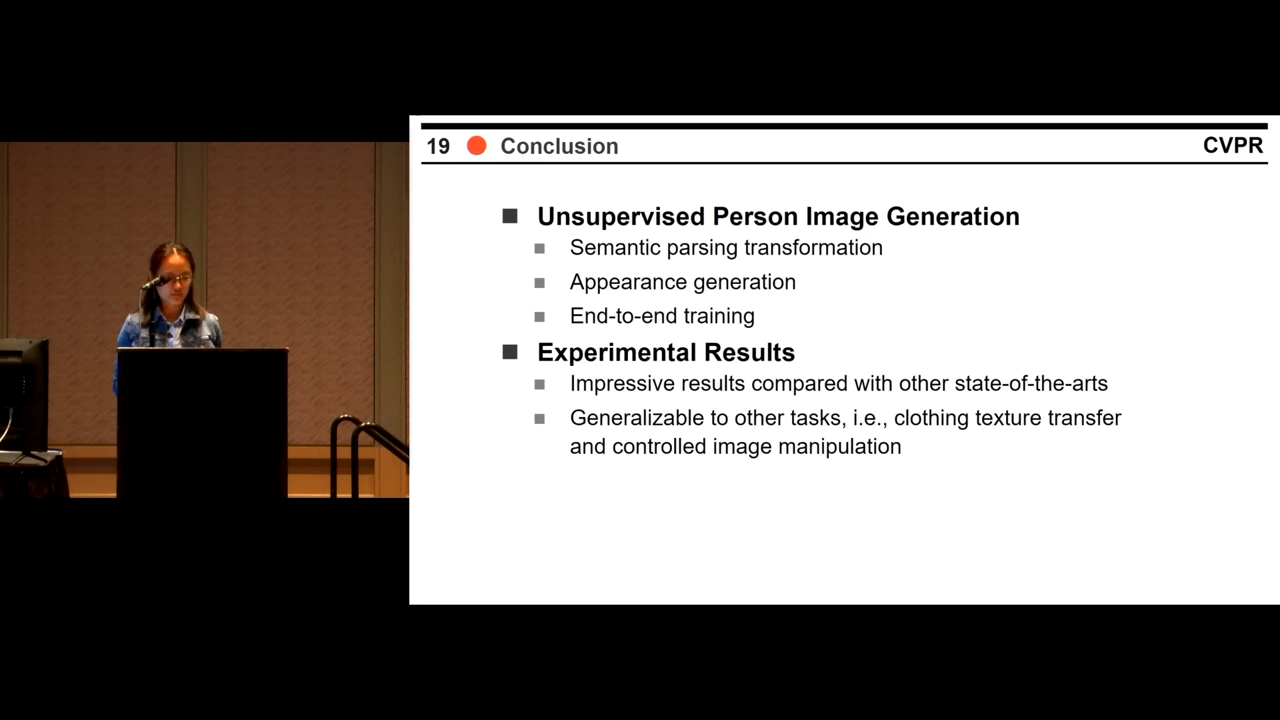 19 Conclusion CVPR
Unsupervised Person Image Generation
Semantic parsing transformation
Appearance generation
End-to-end training
Experimental Results
Impressive results compared with other state-of-the-arts
Generalizable to other tasks, i.e., clothing texture transfer
and controlled image manipulation